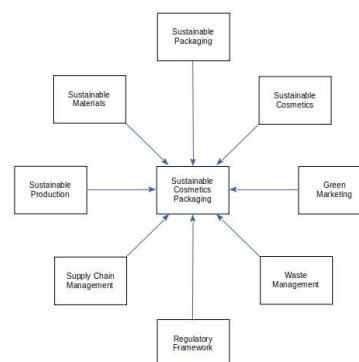 Sustainable
Packaging
Sustainable
Materials
Sustainable
Cosmetics
Sustainable
Production
Sustainable
Cosmetics
Packaging
Green
Marketing
Supply Chain
Management
Waste
Management
Regulatory
Framework